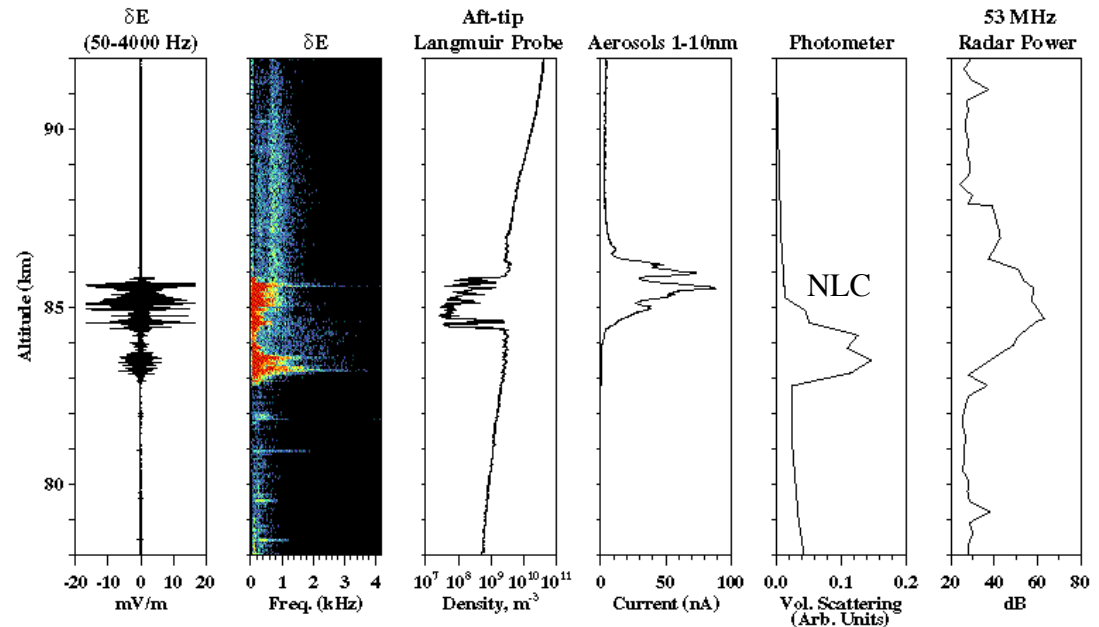 δE
(50-4000 Hz)
δE
Aft-tip
Langmuir Probe
Aerosols 1-10nm
Photometer
53 MHz
Radar Power
90
85
80
Altitude (km)
NLC
-20 -10 0 10 20
mV/m
0 1 2 3 4
Freq. (kHz)
10⁷ 10⁸ 10⁹ 10¹⁰ 10¹¹
Density, m⁻³
0 50 100
Current (nA)
0.0 0.1 0.2
Vol. Scattering
(Arb. Units)
20 40 60 80
dB